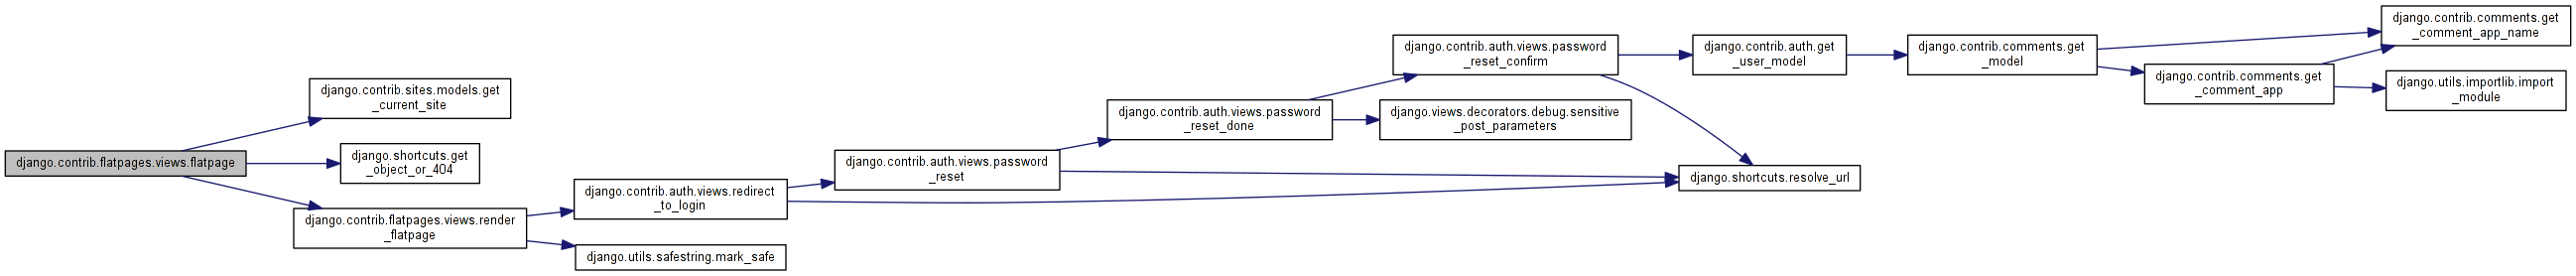 django.contrib.flatpages.views.flatpage
django.contrib.sites.models.get
_current_site
django.shortcuts.get
_object_or_404
django.contrib.flatpages.views.render
_flatpage
django.contrib.auth.views.redirect
_to_login
django.utils.safestring.mark_safe
django.contrib.auth.views.password
_reset
django.contrib.auth.views.password
_reset_done
django.contrib.auth.views.password
_reset_confirm
django.views.decorators.debug.sensitive
_post_parameters
django.shortcuts.resolve_url
django.contrib.auth.get
_user_model
django.contrib.comments.get
_model
django.contrib.comments.get
_comment_app
django.contrib.comments.get
_comment_app_name
django.utils.importlib.import
_module